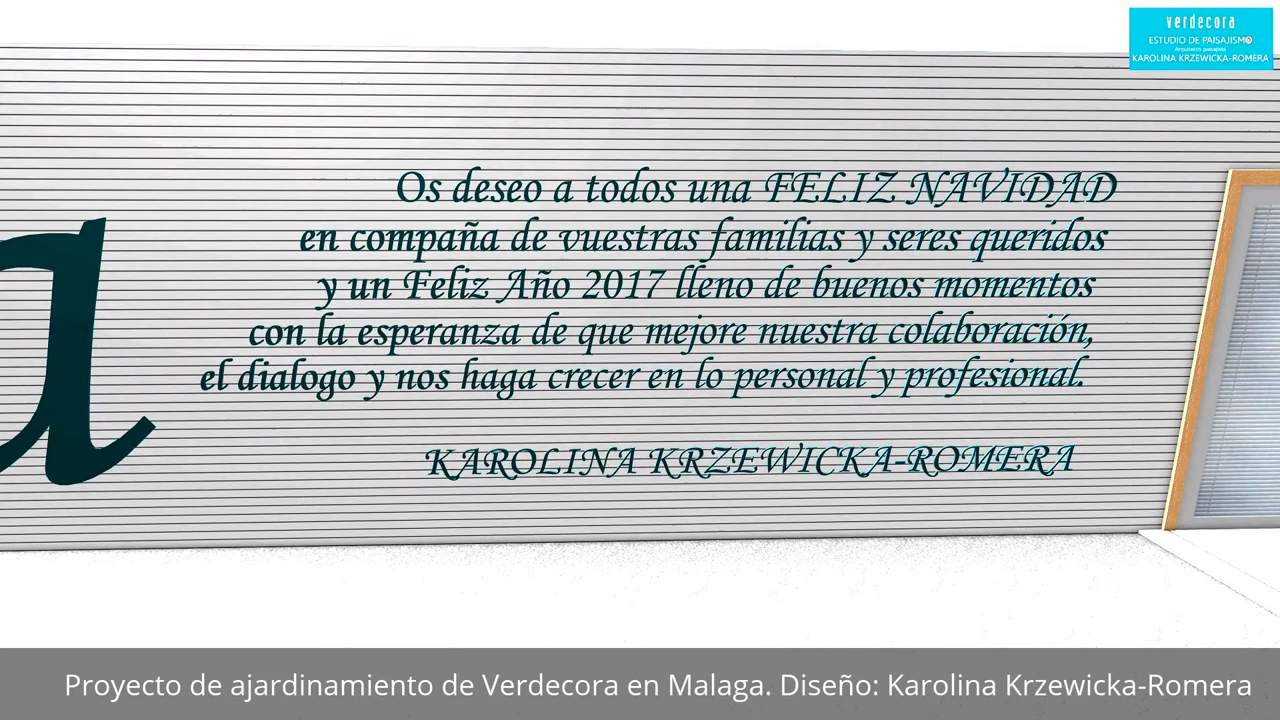 verdecora
ESTUDIO DE PAISAJISMO
Arquitecto paisajista
KAROLINA KRZEWICKA-ROMERA
a
Os deseo a todos una FELIZ NAVIDAD
en compaña de vuestras familias y seres queridos
y un Feliz Año 2017 lleno de buenos momentos
con la esperanza de que mejore nuestra colaboración,
el dialogo y nos haga crecer en lo personal y profesional.
KAROLINA KRZEWICKA-ROMERA
Proyecto de ajardinamiento de Verdecora en Malaga. Diseño: Karolina Krzewicka-Romera